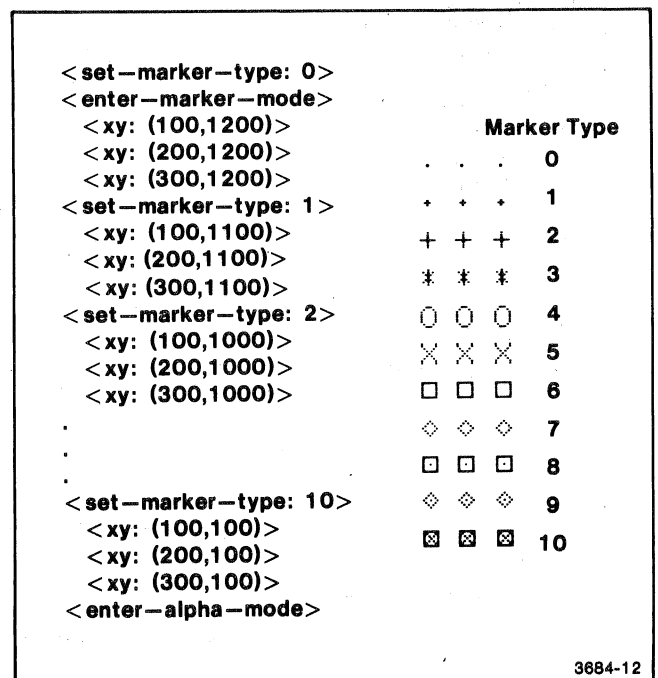 <set—marker—type: 0>
<enter—marker—mode>
<xy: (100,1200)>
<xy: (200,1200)>
<xy: (300,1200)>
<set—marker—type: 1>
<xy: (100,1100)>
<xy: (200,1100)>
<xy: (300,1100)>
<set—marker—type: 2>
<xy: (100,1000)>
<xy: (200,1000)>
<xy: (300,1000)>
.
.
.
<set—marker—type: 10>
<xy: (100,100)>
<xy: (200,100)>
<xy: (300,100)>
<enter—alpha—mode>
Marker Type
0
1
2
3
4
5
6
7
8
9
10
3684-12